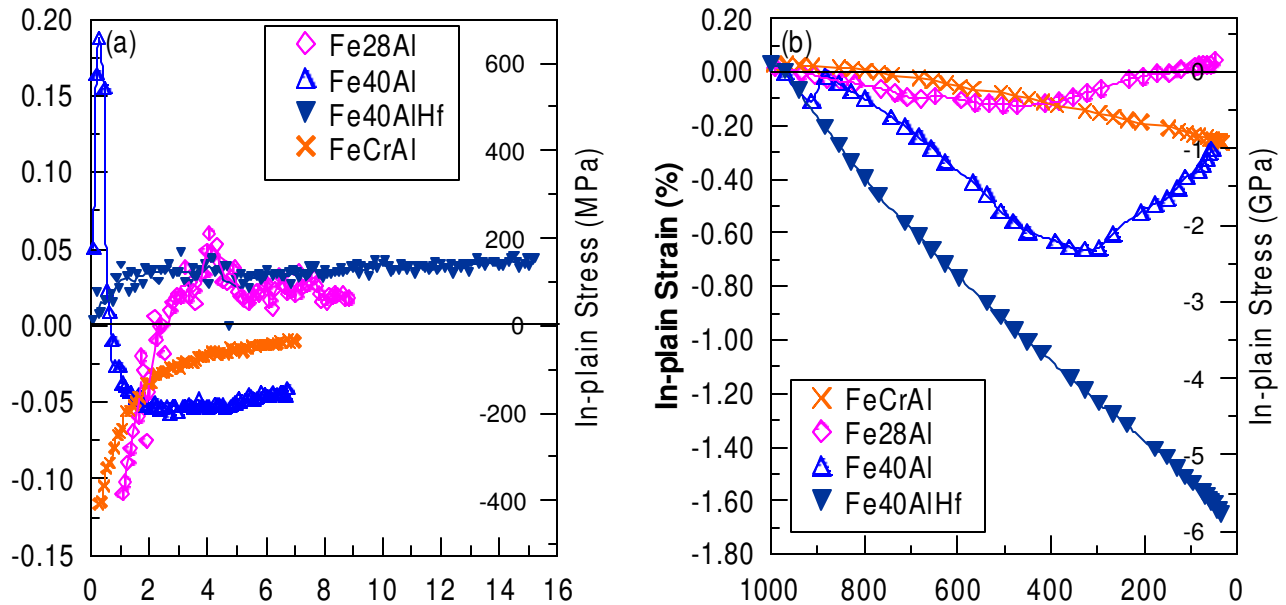 0.20
0.15
0.10
0.05
0.00
-0.05
-0.10
-0.15
(a)
Fe28Al
Fe40Al
Fe40AlHf
FeCrAl
600
400
200
0
-200
-400
In-plain Stress (MPa)
0 2 4 6 8 10 12 14 16
In-plain Strain (%)
0.20
0.00
-0.20
-0.40
-0.60
-0.80
-1.00
-1.20
-1.40
-1.60
-1.80
(b)
FeCrAl
Fe28Al
Fe40Al
Fe40AlHf
0
-1
-2
-3
-4
-5
-6
In-plain Stress (GPa)
1000 800 600 400 200 0